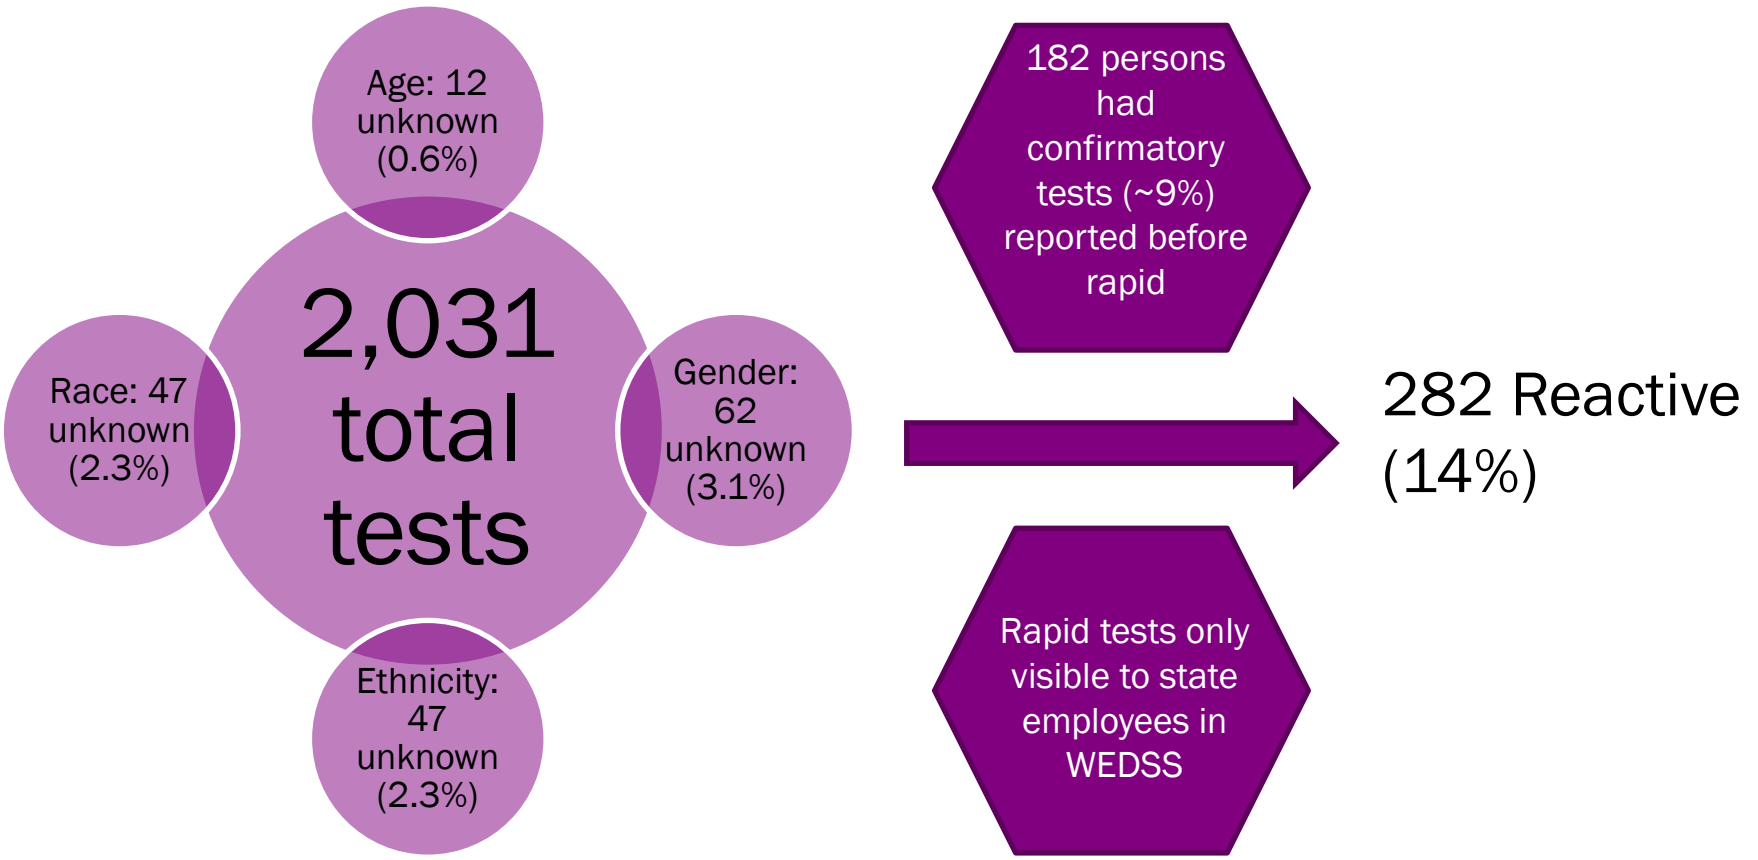 Age: 12
unknown
(0.6%)
2,031
total
tests
Race: 47
unknown
(2.3%)
Gender:
62
unknown
(3.1%)
Ethnicity:
47
unknown
(2.3%)
182 persons
had
confirmatory
tests (~9%)
reported before
rapid
282 Reactive
(14%)
Rapid tests only
visible to state
employees in
WEDSS